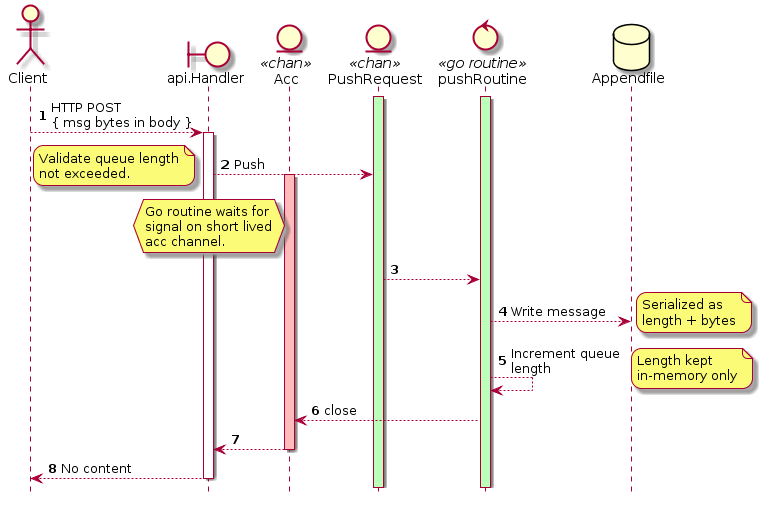 «chan»
«chan»
«go routine»
Client
api.Handler
Acc
PushRequest
pushRoutine
Appendfile
1 HTTP POST
{ msg bytes in body }
Validate queue length
not exceeded.
2 Push
Go routine waits for
signal on short lived
acc channel.
3
4 Write message
Serialized as
length + bytes
5 Increment queue
length
Length kept
in-memory only
6 close
7
8 No content